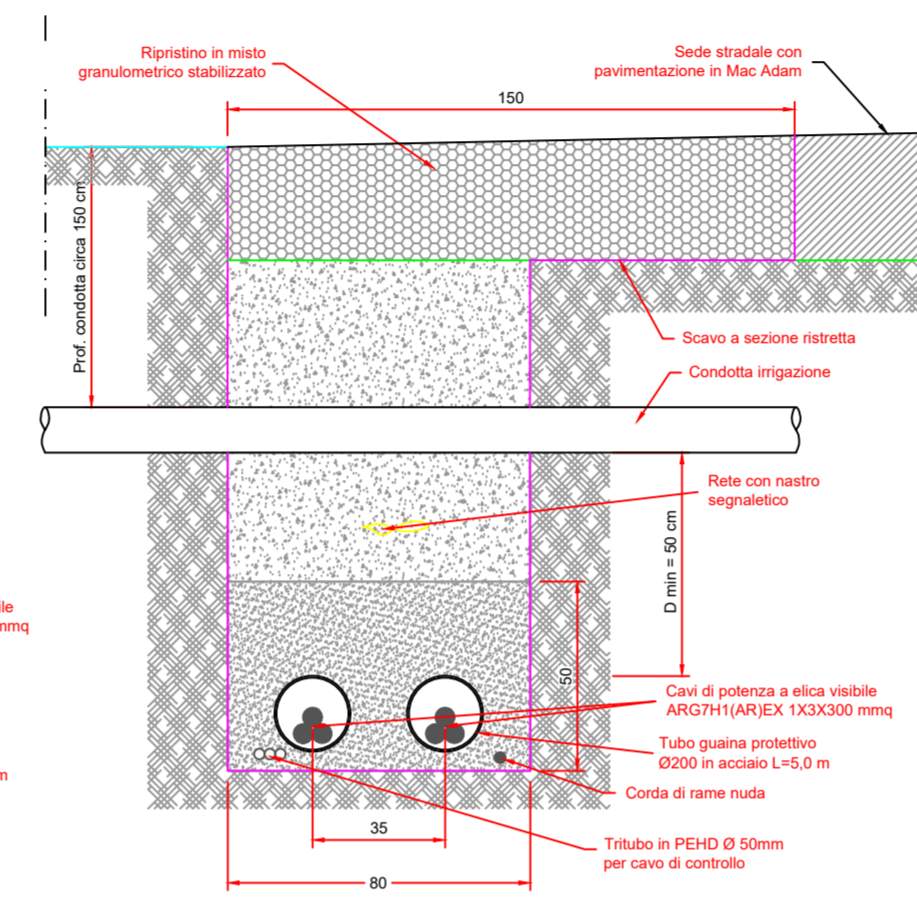 Ripristino in misto
granulometrico stabilizzato
Sede stradale con
pavimentazione in Mac Adam
150
Prof. condotta circa 150 cm
Scavo a sezione ristretta
Condotta irrigazione
Rete con nastro
segnaletico
D min = 50 cm
ile
mmq
50
Cavi di potenza a elica visibile
ARG7H1(AR)EX 1X3X300 mmq
Tubo guaina protettivo
Ø200 in acciaio L=5,0 m
m
Corda di rame nuda
35
Tritubo in PEHD Ø 50mm
per cavo di controllo
80